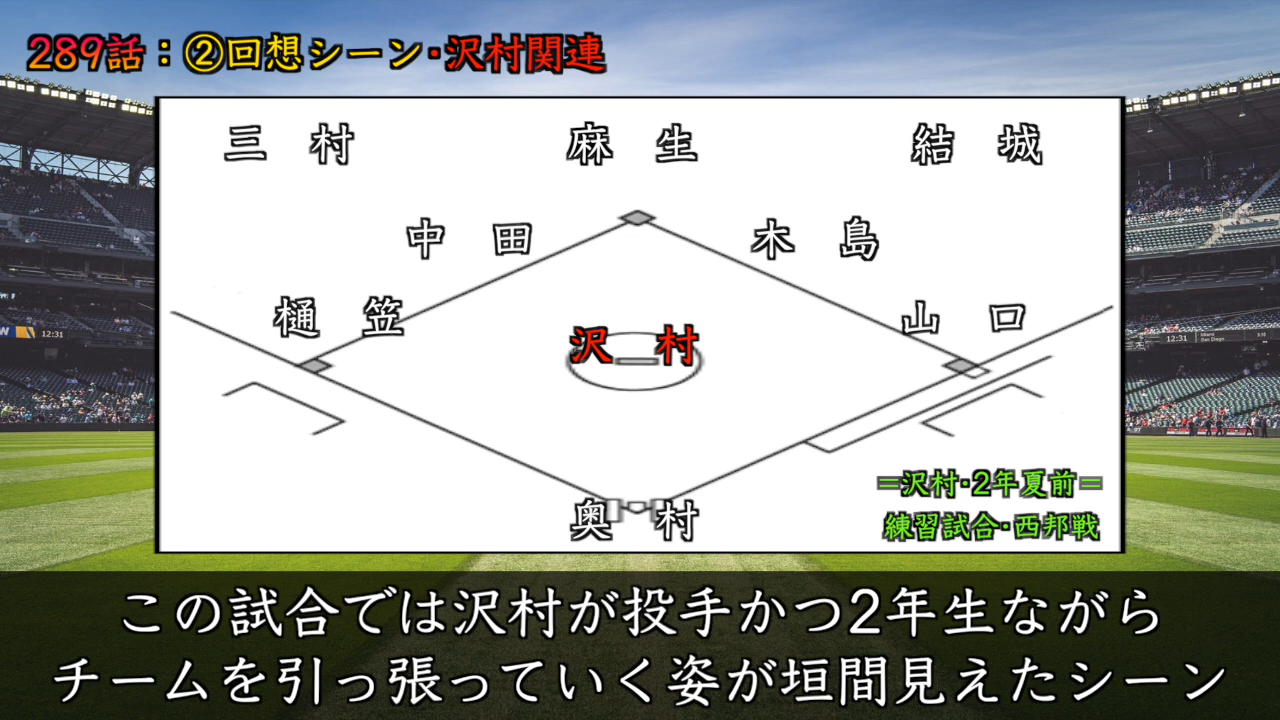 289話：②回想シーン・沢村関連
三村 麻生 結城
中田 木島
樋笠 沢村 山口
奥村
＝沢村・2年夏前＝
練習試合・西邦戦
12:31
12:31
この試合では沢村が投手かつ2年生ながら
チームを引っ張っていく姿が垣間見えたシーン